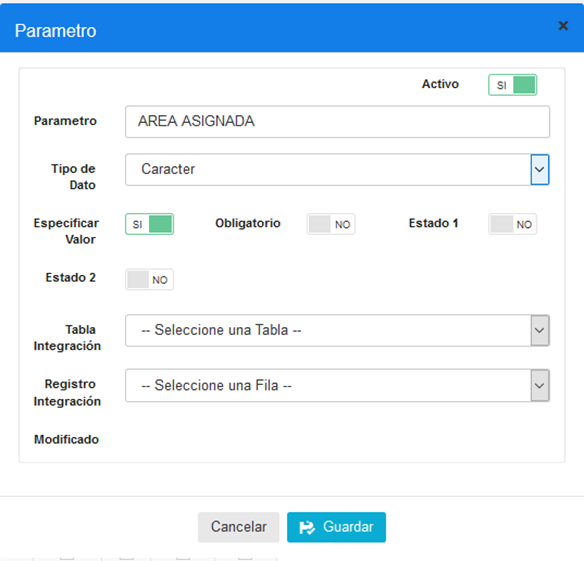 Parametro
×
Activo SI
Parametro AREA ASIGNADA
Tipo de Dato Caracter
Especificar Valor SI Obligatorio NO Estado 1 NO
Estado 2 NO
Tabla Integración -- Seleccione una Tabla --
Registro Integración -- Seleccione una Fila --
Modificado
Cancelar Guardar